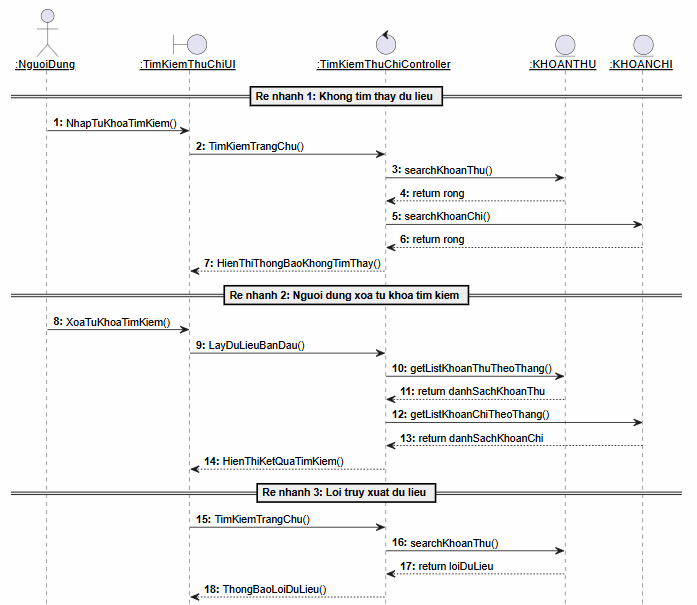 :NguoiDung :TimKiemThuChiUI :TimKiemThuChiController :KHOANTHU :KHOANCHI
Re nhanh 1: Khong tim thay du lieu
1: NhapTuKhoaTimKiem()
2: TimKiemTrangChu()
3: searchKhoanThu()
4: return rong
5: searchKhoanChi()
6: return rong
7: HienThiThongBaoKhongTimThay()
Re nhanh 2: Nguoi dung xoa tu khoa tim kiem
8: XoaTuKhoaTimKiem()
9: LayDuLieuBanDau()
10: getListKhoanThuTheoThang()
11: return danhSachKhoanThu
12: getListKhoanChiTheoThang()
13: return danhSachKhoanChi
14: HienThiKetQuaTimKiem()
Re nhanh 3: Loi truy xuat du lieu
15: TimKiemTrangChu()
16: searchKhoanThu()
17: return loiDuLieu
18: ThongBaoLoiDuLieu()